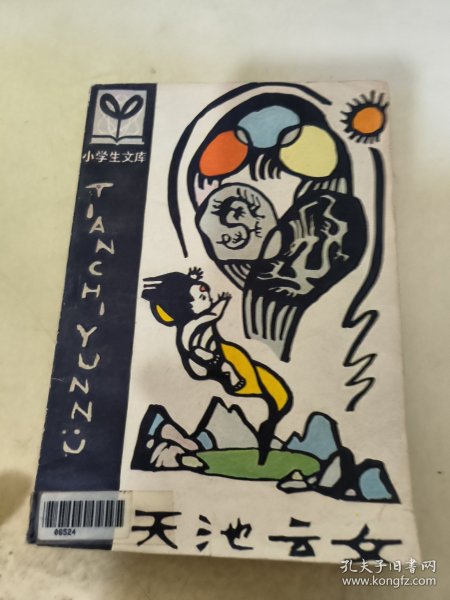 小学生文库
TIANCHI YUNNÜ
06524
天池云女
孔夫子旧书网
www.kongfz.com